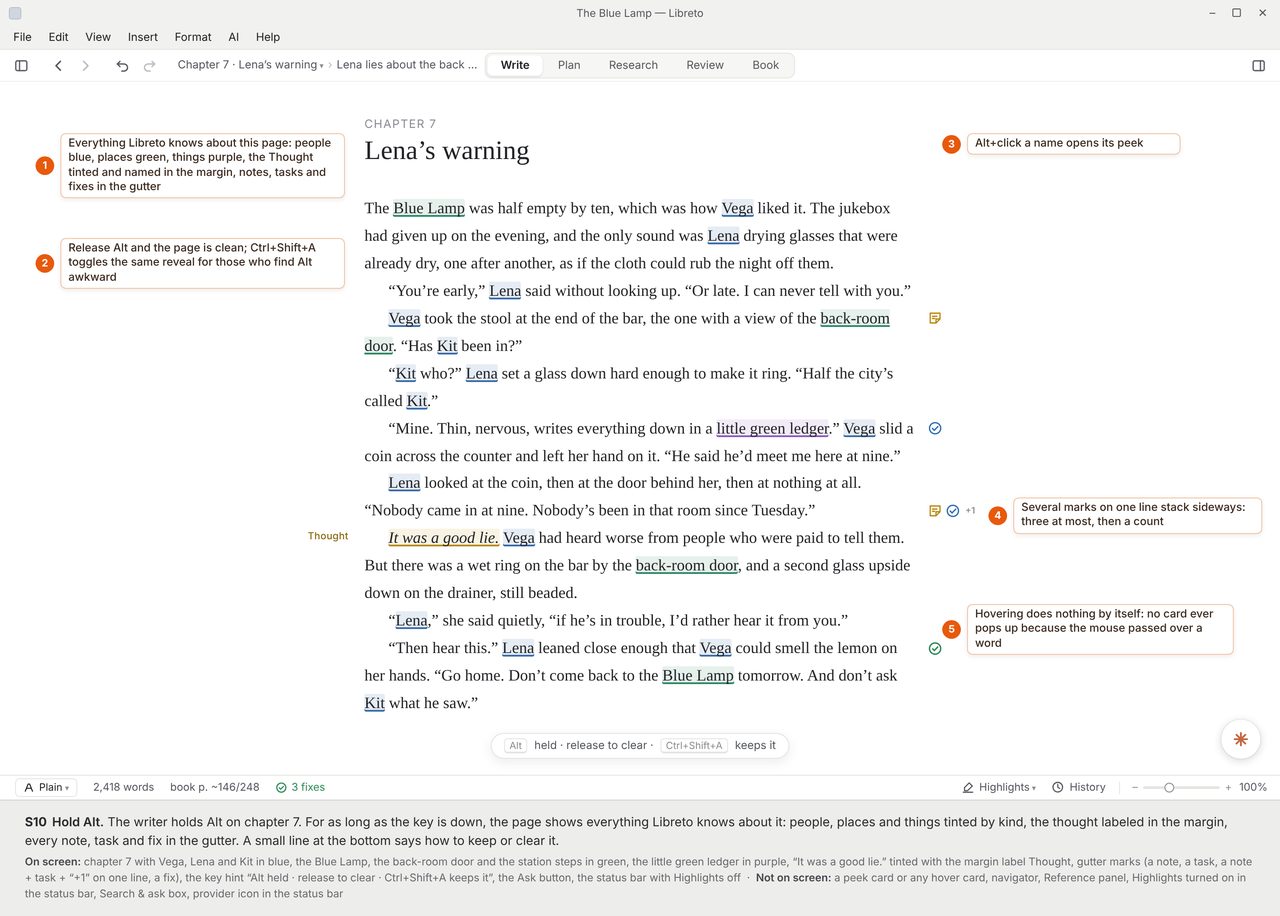 The Blue Lamp — Libreto
File Edit View Insert Format AI Help
Chapter 7 · Lena’s warning › Lena lies about the back ...
Write Plan Research Review Book
1
Everything Libreto knows about this page: people
blue, places green, things purple, the Thought
tinted and named in the margin, notes, tasks and
fixes in the gutter
2
Release Alt and the page is clean; Ctrl+Shift+A
toggles the same reveal for those who find Alt
awkward
3
Alt+click a name opens its peek
CHAPTER 7
Lena’s warning
The Blue Lamp was half empty by ten, which was how Vega liked it. The jukebox
had given up on the evening, and the only sound was Lena drying glasses that were
already dry, one after another, as if the cloth could rub the night off them.
“You’re early,” Lena said without looking up. “Or late. I can never tell with you.”
Vega took the stool at the end of the bar, the one with a view of the back-room
door. “Has Kit been in?”
“Kit who?” Lena set a glass down hard enough to make it ring. “Half the city’s
called Kit.”
“Mine. Thin, nervous, writes everything down in a little green ledger.” Vega slid a
coin across the counter and left her hand on it. “He said he’d meet me here at nine.”
Lena looked at the coin, then at the door behind her, then at nothing at all.
“Nobody came in at nine. Nobody’s been in that room since Tuesday.”
+1
4
Several marks on one line stack sideways:
three at most, then a count
Thought
It was a good lie. Vega had heard worse from people who were paid to tell them.
But there was a wet ring on the bar by the back-room door, and a second glass upside
down on the drainer, still beaded.
“Lena,” she said quietly, “if he’s in trouble, I’d rather hear it from you.”
“Then hear this.” Lena leaned close enough that Vega could smell the lemon on
her hands. “Go home. Don’t come back to the Blue Lamp tomorrow. And don’t ask
Kit what he saw.”
5
Hovering does nothing by itself: no card ever
pops up because the mouse passed over a
word
Alt held · release to clear · Ctrl+Shift+A keeps it
A Plain 2,418 words book p. ~146/248 3 fixes Highlights History − + 100%
S10 Hold Alt. The writer holds Alt on chapter 7. For as long as the key is down, the page shows everything Libreto knows about it: people, places and things tinted by kind, the thought labeled in the margin,
every note, task and fix in the gutter. A small line at the bottom says how to keep or clear it.
On screen: chapter 7 with Vega, Lena and Kit in blue, the Blue Lamp, the back-room door and the station steps in green, the little green ledger in purple, “It was a good lie.” tinted with the margin label Thought, gutter marks (a note, a task, a note
+ task + “+1” on one line, a fix), the key hint “Alt held · release to clear · Ctrl+Shift+A keeps it”, the Ask button, the status bar with Highlights off · Not on screen: a peek card or any hover card, navigator, Reference panel, Highlights turned on in
the status bar, Search & ask box, provider icon in the status bar